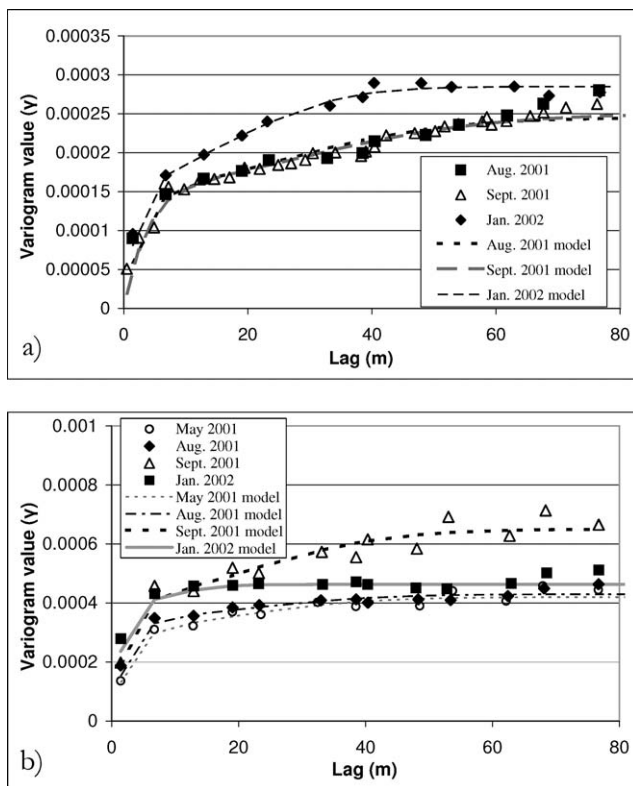 0.00035
0.0003
0.00025
0.0002
0.00015
0.0001
0.00005
0
Variogram value (γ)
0 20 40 60 80
Lag (m)
Aug. 2001
Sept. 2001
Jan. 2002
Aug. 2001 model
Sept. 2001 model
Jan. 2002 model
a)
0.001
0.0008
0.0006
0.0004
0.0002
0
Variogram value (γ)
May 2001
Aug. 2001
Sept. 2001
Jan. 2002
May 2001 model
Aug. 2001 model
Sept. 2001 model
Jan. 2002 model
0 20 40 60 80
Lag (m)
b)